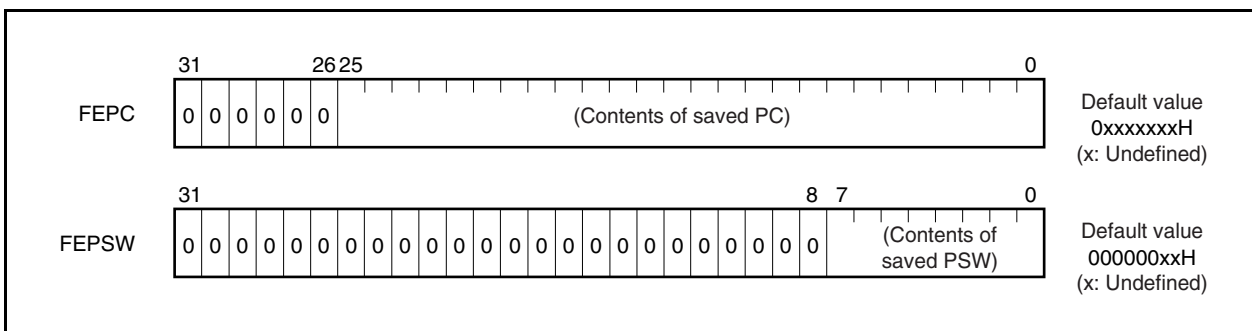 31 26 25 0
FEPC 0 0 0 0 0 0 (Contents of saved PC) Default value
0xxxxxxxH
(x: Undefined)
31 8 7 0
FEPSW 0 0 0 0 0 0 0 0 0 0 0 0 0 0 0 0 0 0 0 0 0 0 0 0 (Contents of
saved PSW) Default value
000000xxH
(x: Undefined)